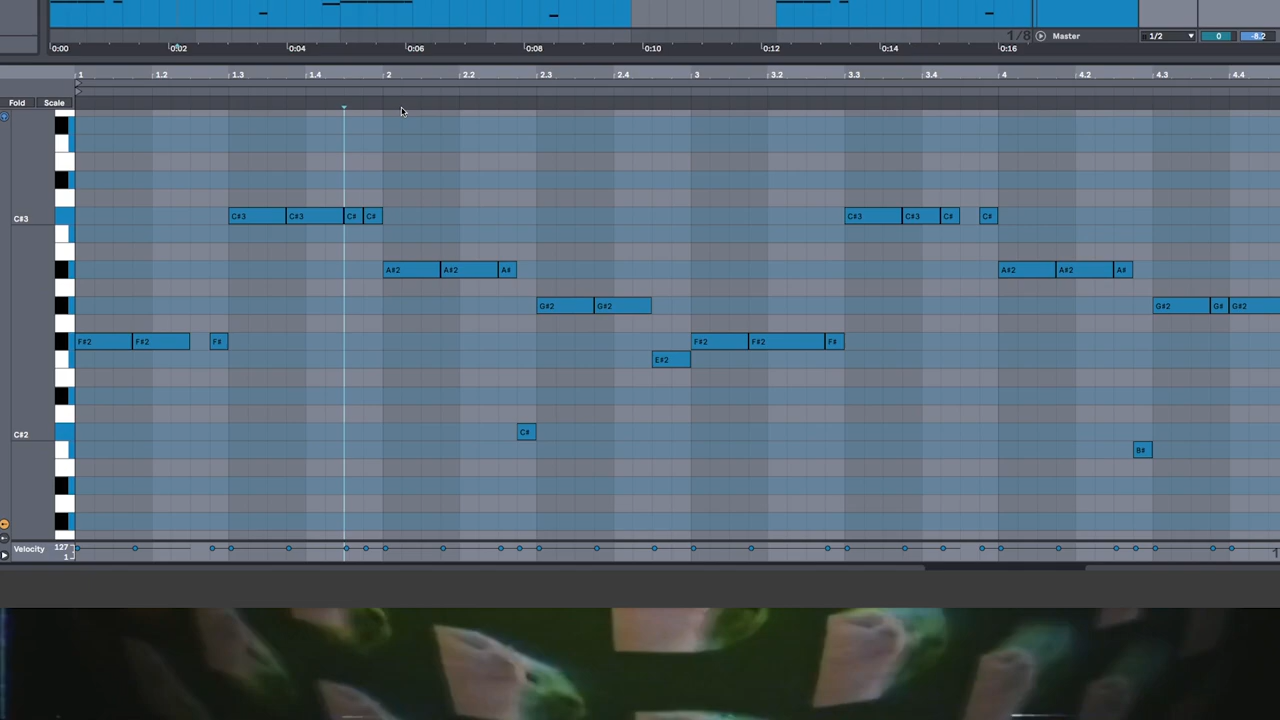 0:00 0:02 0:04 0:06 0:08 0:10 0:12 0:14 0:16
1/8 Master 1/2 0 -8.2
1 1.2 1.3 1.4 2 2.2 2.3 2.4 3 3.2 3.3 3.4 4 4.2 4.3 4.4
Fold Scale
C#3 C#3 C#3 C# C# C#3 C#3 C# C#
A#2 A#2 A# A#2 A#2 A#
G#2 G#2 G#2 G# G#2
F#2 F#2 F# F#2 F#2 F#
E#2
C#2 C#
B#
Velocity 127
1